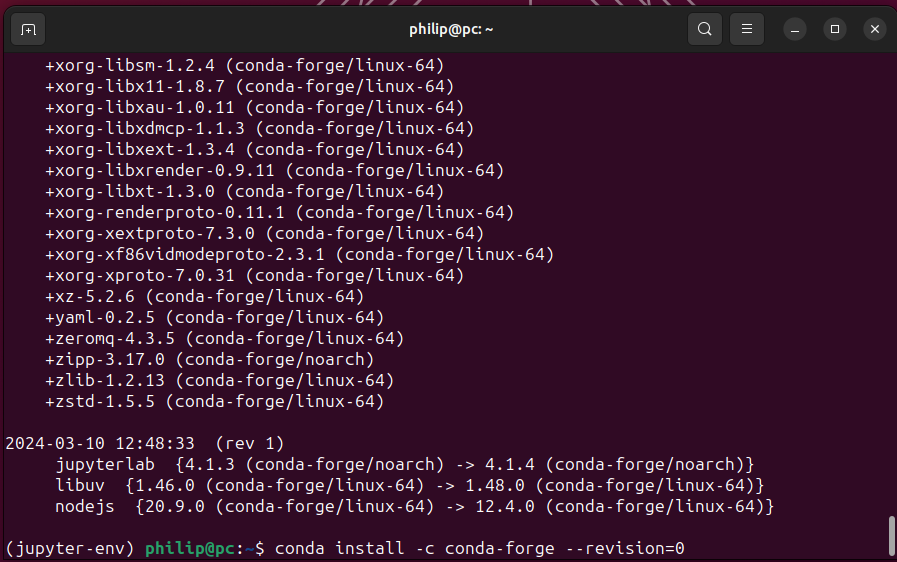 philip@pc: ~
+xorg-libsm-1.2.4 (conda-forge/linux-64)
+xorg-libx11-1.8.7 (conda-forge/linux-64)
+xorg-libxau-1.0.11 (conda-forge/linux-64)
+xorg-libxdmcp-1.1.3 (conda-forge/linux-64)
+xorg-libxext-1.3.4 (conda-forge/linux-64)
+xorg-libxrender-0.9.11 (conda-forge/linux-64)
+xorg-libxt-1.3.0 (conda-forge/linux-64)
+xorg-renderproto-0.11.1 (conda-forge/linux-64)
+xorg-xextproto-7.3.0 (conda-forge/linux-64)
+xorg-xf86vidmodeproto-2.3.1 (conda-forge/linux-64)
+xorg-xproto-7.0.31 (conda-forge/linux-64)
+xz-5.2.6 (conda-forge/linux-64)
+yaml-0.2.5 (conda-forge/linux-64)
+zeromq-4.3.5 (conda-forge/linux-64)
+zipp-3.17.0 (conda-forge/noarch)
+zlib-1.2.13 (conda-forge/linux-64)
+zstd-1.5.5 (conda-forge/linux-64)
2024-03-10 12:48:33  (rev 1)
jupyterlab  {4.1.3 (conda-forge/noarch) -> 4.1.4 (conda-forge/noarch)}
libuv  {1.46.0 (conda-forge/linux-64) -> 1.48.0 (conda-forge/linux-64)}
nodejs  {20.9.0 (conda-forge/linux-64) -> 12.4.0 (conda-forge/linux-64)}
(jupyter-env) philip@pc:~$ conda install -c conda-forge --revision=0